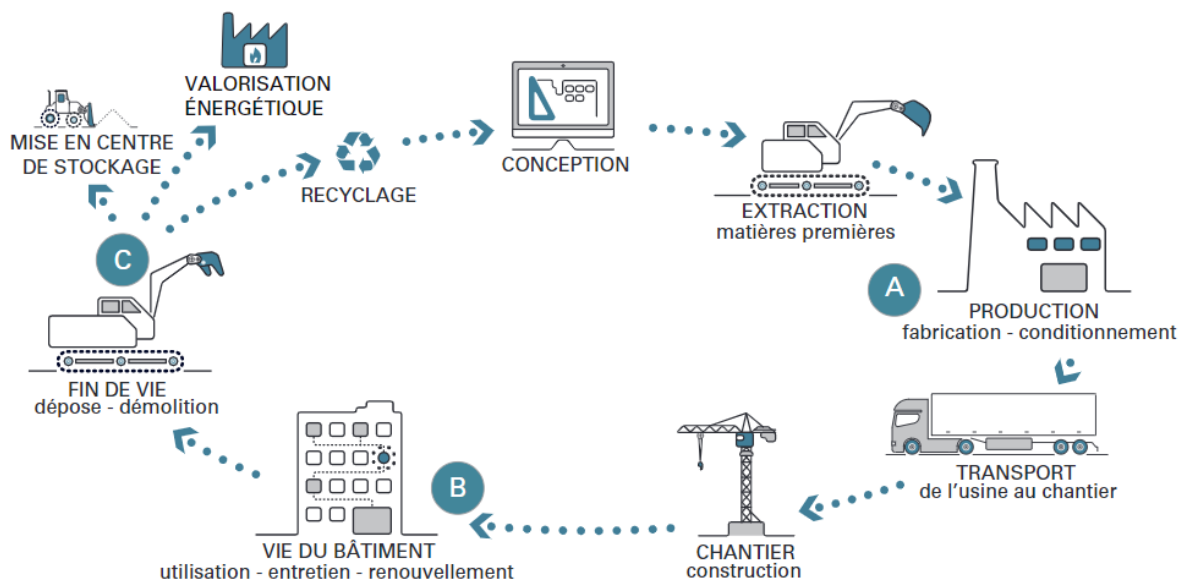 VALORISATION
ÉNERGÉTIQUE
MISE EN CENTRE
DE STOCKAGE
RECYCLAGE
CONCEPTION
EXTRACTION
matières premières
C
A
PRODUCTION
fabrication - conditionnement
FIN DE VIE
dépose - démolition
TRANSPORT
de l'usine au chantier
B
VIE DU BÂTIMENT
utilisation - entretien - renouvellement
CHANTIER
construction